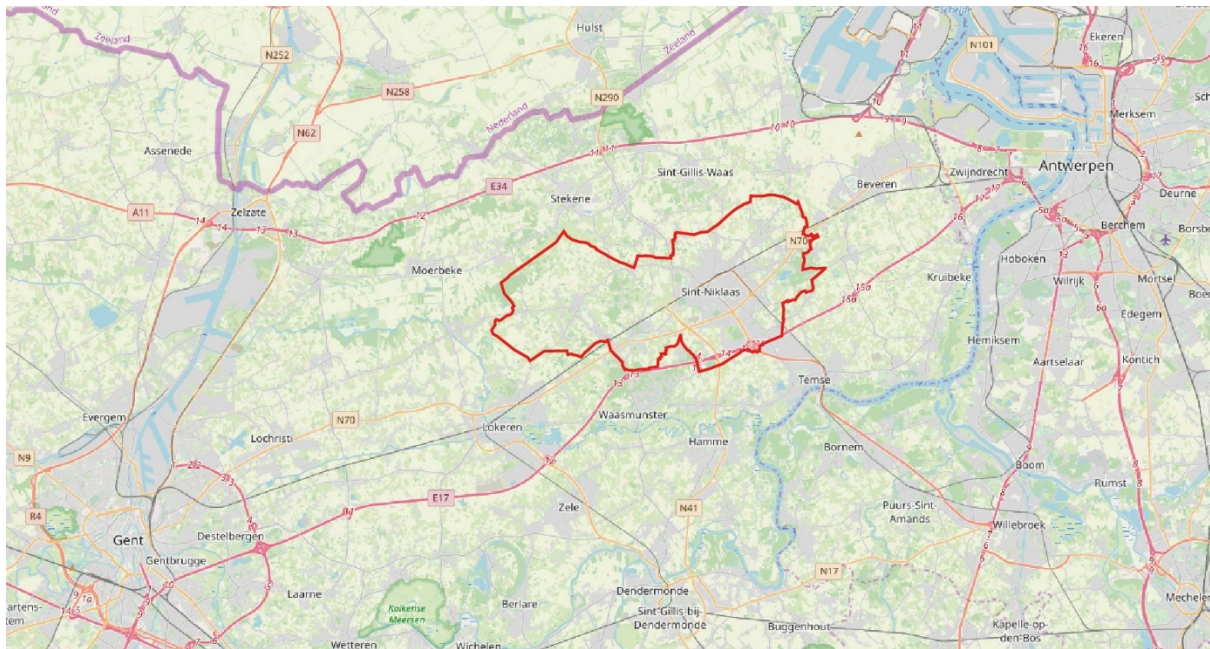 Schelde
N101
Ekeren
Hulst
Zeeland
Zeeland
N252
N258
N290
Merksem
Nederland
N62
Assenede
Antwerpen
Zwijndrecht
Sint-Gillis-Waas
Beveren
Deurne
E34
Stekene
A11
Zelzate
Berchem
N70
Hoboken
Moerbeke
Kruibeke
Wilrijk
Mortsel
Sint-Niklaas
15a
6a
Edegem
Hemiksem
Aartselaar
Kontich
Temse
Evergem
Waasmunster
N70
Lokeren
Lochristi
Hamme
Bornem
N9
Boom
Rumst
E17
R4
Zele
N41
Puurs-Sint-
Amands
Willebroek
Gent
Destelbergen
Gentbrugge
N17
Laarne
Dendermonde
Berlare
Kalkense
Meersen
Sint-Gillis-bij-
Dendermonde
Buggenhout
Mechelen
Kapelle-op-
den-Bos
Wetteren
Wichelen